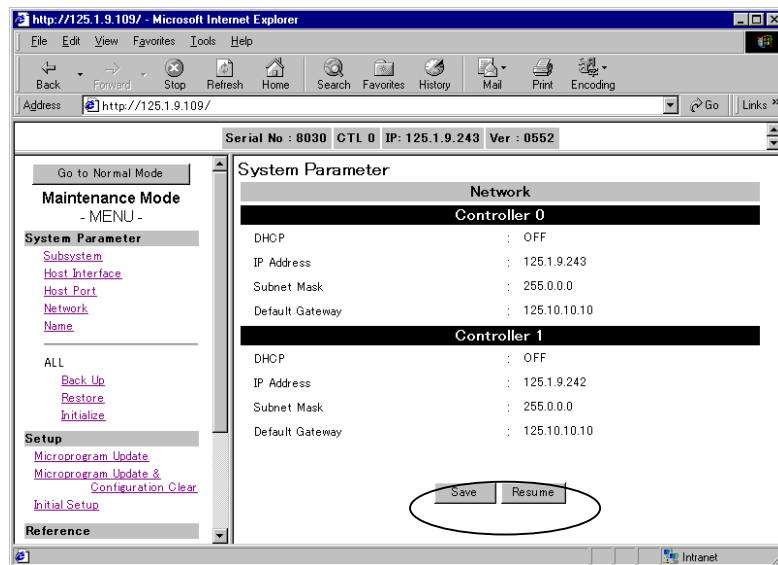 http://125.1.9.109/ - Microsoft Internet Explorer
File Edit View Favorites Tools Help
Back Forward Stop Refresh Home Search Favorites History Mail Print Encoding
Address http://125.1.9.109/ Go Links »
Serial No : 8030 CTL 0 IP: 125.1.9.243 Ver : 0552
Go to Normal Mode
Maintenance Mode
- MENU -
System Parameter
Subsystem
Host Interface
Host Port
Network
Name
ALL
Back Up
Restore
Initialize
Setup
Microprogram Update
Microprogram Update &
Configuration Clear
Initial Setup
Reference
System Parameter
Network
Controller 0
DHCP : OFF
IP Address : 125.1.9.243
Subnet Mask : 255.0.0.0
Default Gateway : 125.10.10.10
Controller 1
DHCP : OFF
IP Address : 125.1.9.242
Subnet Mask : 255.0.0.0
Default Gateway : 125.10.10.10
Save Resume
Intranet